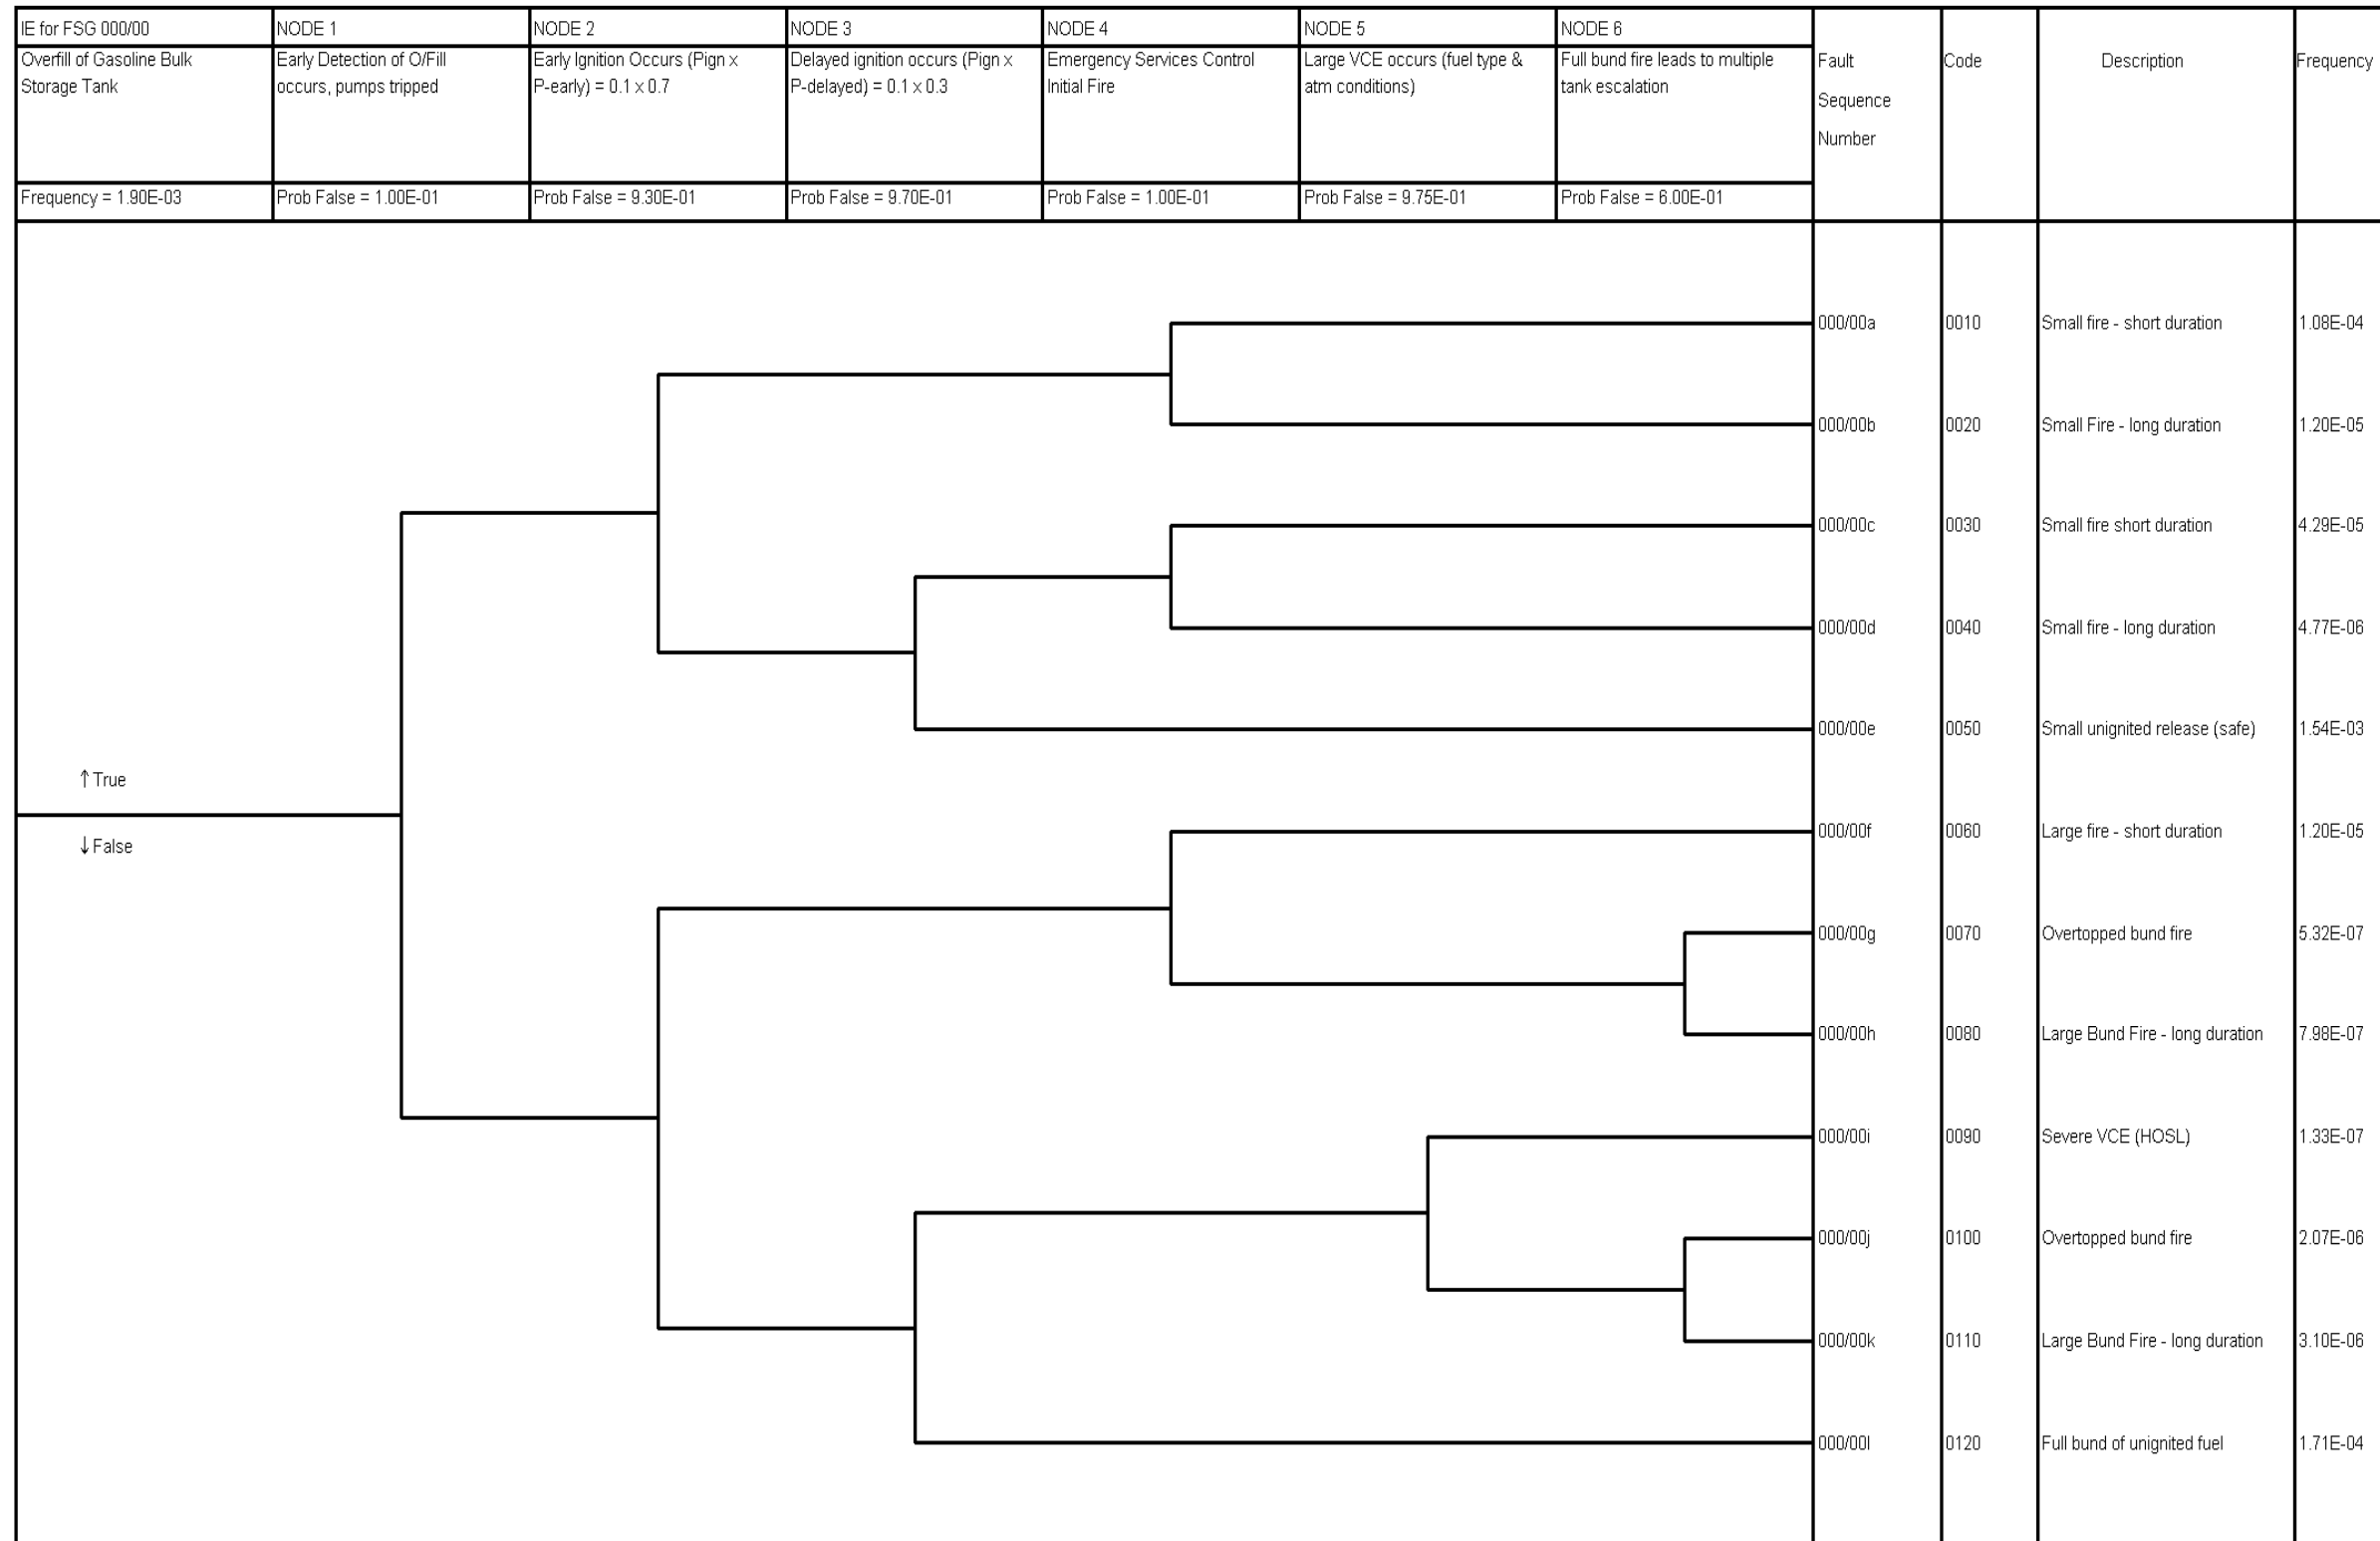 IE for FSG 000/00
NODE 1
NODE 2
NODE 3
NODE 4
NODE 5
NODE 6
Overfill of Gasoline Bulk
Storage Tank
Early Detection of O/Fill
occurs, pumps tripped
Early Ignition Occurs (Pign x
P-early) = 0.1 x 0.7
Delayed ignition occurs (Pign x
P-delayed) = 0.1 x 0.3
Emergency Services Control
Initial Fire
Large VCE occurs (fuel type &
atm conditions)
Full bund fire leads to multiple
tank escalation
Fault
Sequence
Number
Code
Description
Frequency
Frequency = 1.90E-03
Prob False = 1.00E-01
Prob False = 9.30E-01
Prob False = 9.70E-01
Prob False = 1.00E-01
Prob False = 9.75E-01
Prob False = 6.00E-01
000/00a 0010 Small fire - short duration 1.08E-04
000/00b 0020 Small Fire - long duration 1.20E-05
000/00c 0030 Small fire short duration 4.29E-05
000/00d 0040 Small fire - long duration 4.77E-06
000/00e 0050 Small unignited release (safe) 1.54E-03
↑ True
↓ False
000/00f 0060 Large fire - short duration 1.20E-05
000/00g 0070 Overtopped bund fire 5.32E-07
000/00h 0080 Large Bund Fire - long duration 7.98E-07
000/00i 0090 Severe VCE (HOSL) 1.33E-07
000/00j 0100 Overtopped bund fire 2.07E-06
000/00k 0110 Large Bund Fire - long duration 3.10E-06
000/00l 0120 Full bund of unignited fuel 1.71E-04